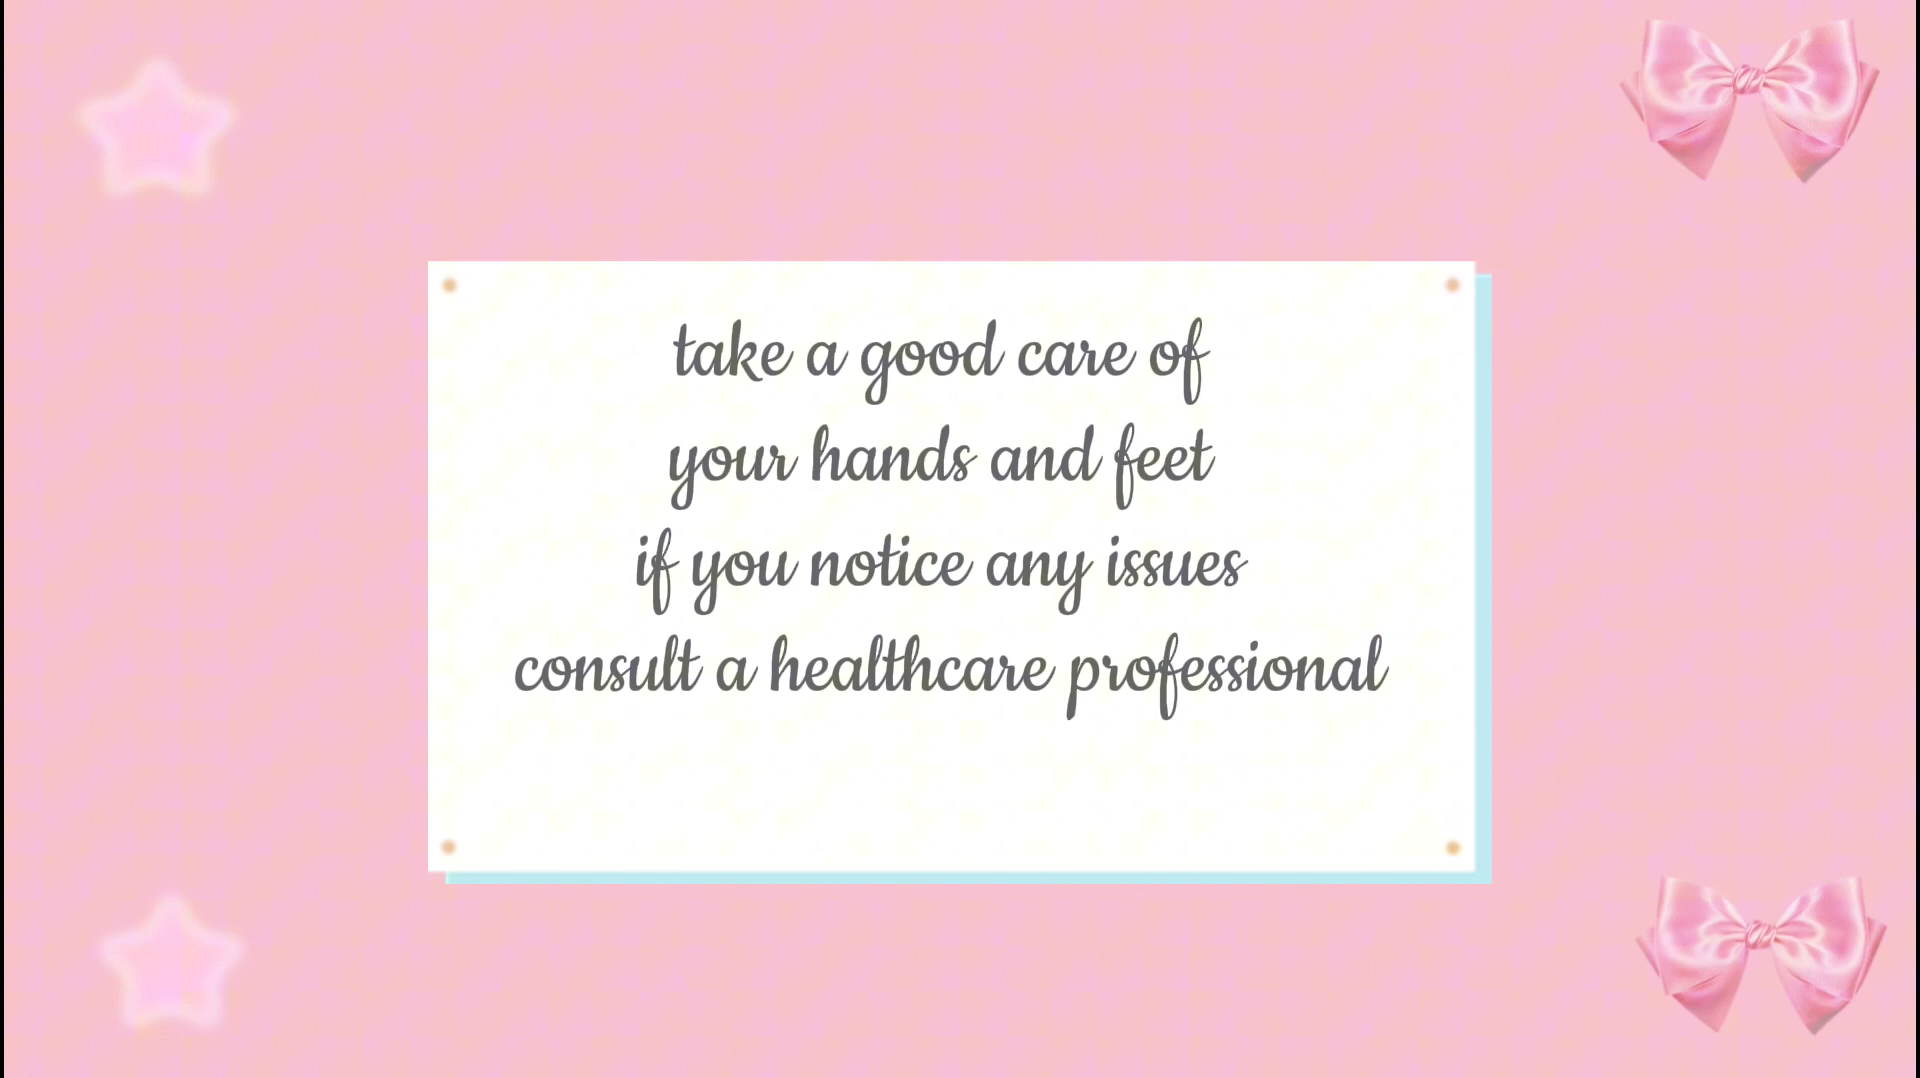 take a good care of
your hands and feet
if you notice any issues
consult a healthcare professional